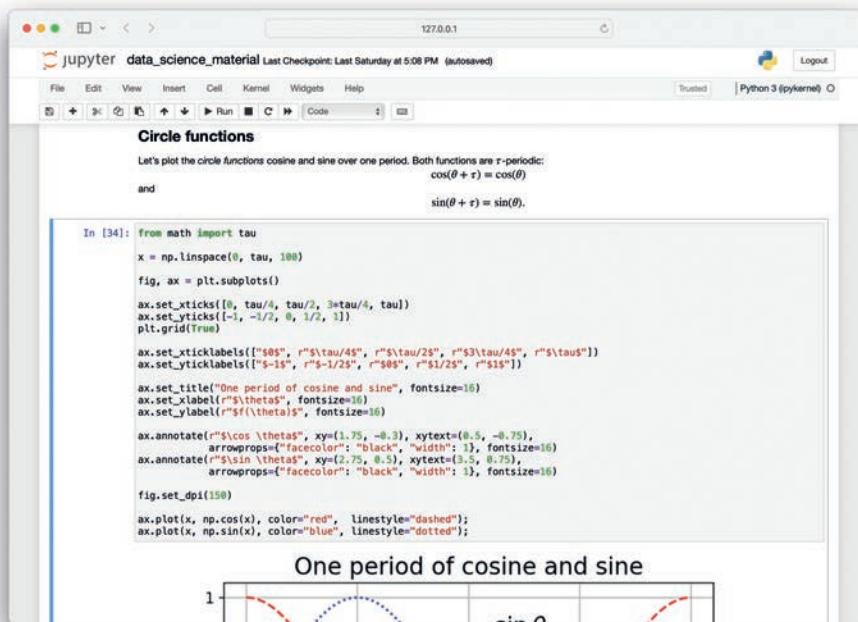 127.0.0.1
jupyter data_science_material Last Checkpoint: Last Saturday at 5:08 PM (autosaved)
Logout
File Edit View Insert Cell Kernel Widgets Help
Trusted
Python 3 (ipykernel)
Run
Code
Circle functions
Let's plot the circle functions cosine and sine over one period. Both functions are τ-periodic:
cos(θ + τ) = cos(θ)
and
sin(θ + τ) = sin(θ).
In [34]: from math import tau
x = np.linspace(0, tau, 100)
fig, ax = plt.subplots()
ax.set_xticks([0, tau/4, tau/2, 3*tau/4, tau])
ax.set_yticks([-1, -1/2, 0, 1/2, 1])
plt.grid(True)
ax.set_xticklabels(["$0$", r"$\tau/4$", r"$\tau/2$", r"$3\tau/4$", r"$\tau$"])
ax.set_yticklabels(["$-1$", r"$-1/2$", r"$0$", r"$1/2$", r"$1$"])
ax.set_title("One period of cosine and sine", fontsize=16)
ax.set_xlabel(r"$\theta$", fontsize=16)
ax.set_ylabel(r"$f(\theta)$", fontsize=16)
ax.annotate(r"$\cos \theta$", xy=(1.75, -0.3), xytext=(0.5, -0.75),
arrowprops={"facecolor": "black", "width": 1}, fontsize=16)
ax.annotate(r"$\sin \theta$", xy=(2.75, 0.5), xytext=(3.5, 0.75),
arrowprops={"facecolor": "black", "width": 1}, fontsize=16)
fig.set_dpi(150)
ax.plot(x, np.cos(x), color="red", linestyle="dashed");
ax.plot(x, np.sin(x), color="blue", linestyle="dotted");
One period of cosine and sine
1
sin θ